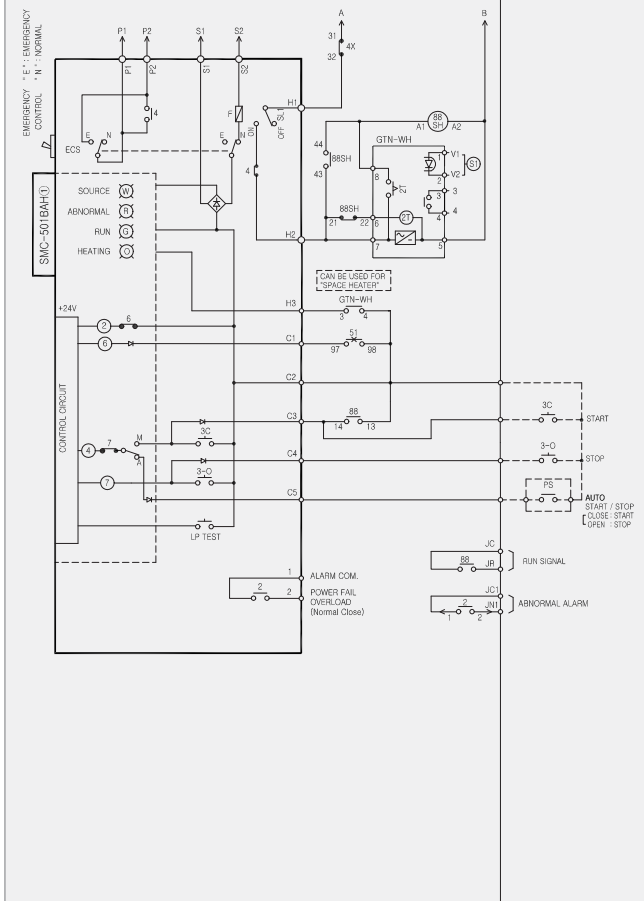 EMERGENCY CONTROL
" E " : EMERGENCY
" N " : NORMAL
P1 P2 S1 S2
P1 P2 S1 S2
A B
31
4X
32
14
E N
ECS
F
E N
ON OFF SL1
4
H1
H2
H3
C1
C2
C3
C4
C5
SMC-501BAH①
SOURCE W
ABNORMAL R
RUN G
HEATING O
+24V
CONTROL CIRCUIT
2 6
6
4 7 M
A
7
3C
3-O
LP TEST
88 SH
A1 A2
GTN-WH
44
88SH
43
8
2T
1 V1
S1
V2
2
3 3
4 4
88SH
21 22 6
2T
7 5
CAN BE USED FOR
"SPACE HEATER"
GTN-WH
3 4
51
97 98
88
14 13
3C
START
3-O
STOP
PS
AUTO
START / STOP
CLOSE : START
OPEN : STOP
1 ALARM COM.
2
2 POWER FAIL
OVERLOAD
(Normal Close)
JC
88 JR
RUN SIGNAL
JC1
2 JN1
1 2
ABNORMAL ALARM